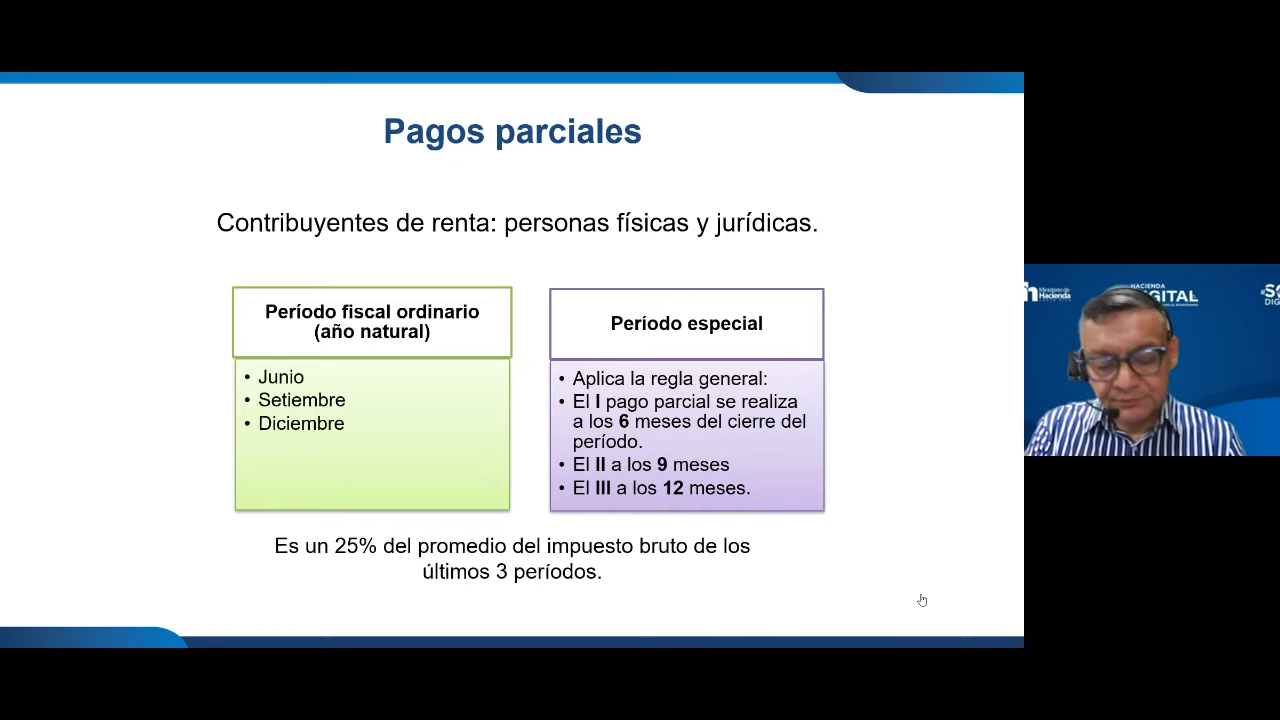 Pagos parciales
Contribuyentes de renta: personas físicas y jurídicas.
Período fiscal ordinario
(año natural)
• Junio
• Setiembre
• Diciembre
Período especial
• Aplica la regla general:
• El I pago parcial se realiza
a los 6 meses del cierre del
período.
• El II a los 9 meses
• El III a los 12 meses.
Es un 25% del promedio del impuesto bruto de los
últimos 3 períodos.
Ministerio de
Hacienda
HACIENDA
DIGITAL